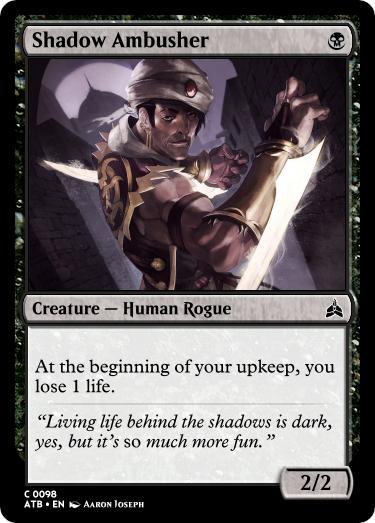 Shadow Ambusher
Creature — Human Rogue
At the beginning of your upkeep, you
lose 1 life.
“Living life behind the shadows is dark,
yes, but it's so much more fun.”
2/2
C 0098
ATB • EN Aaron Joseph